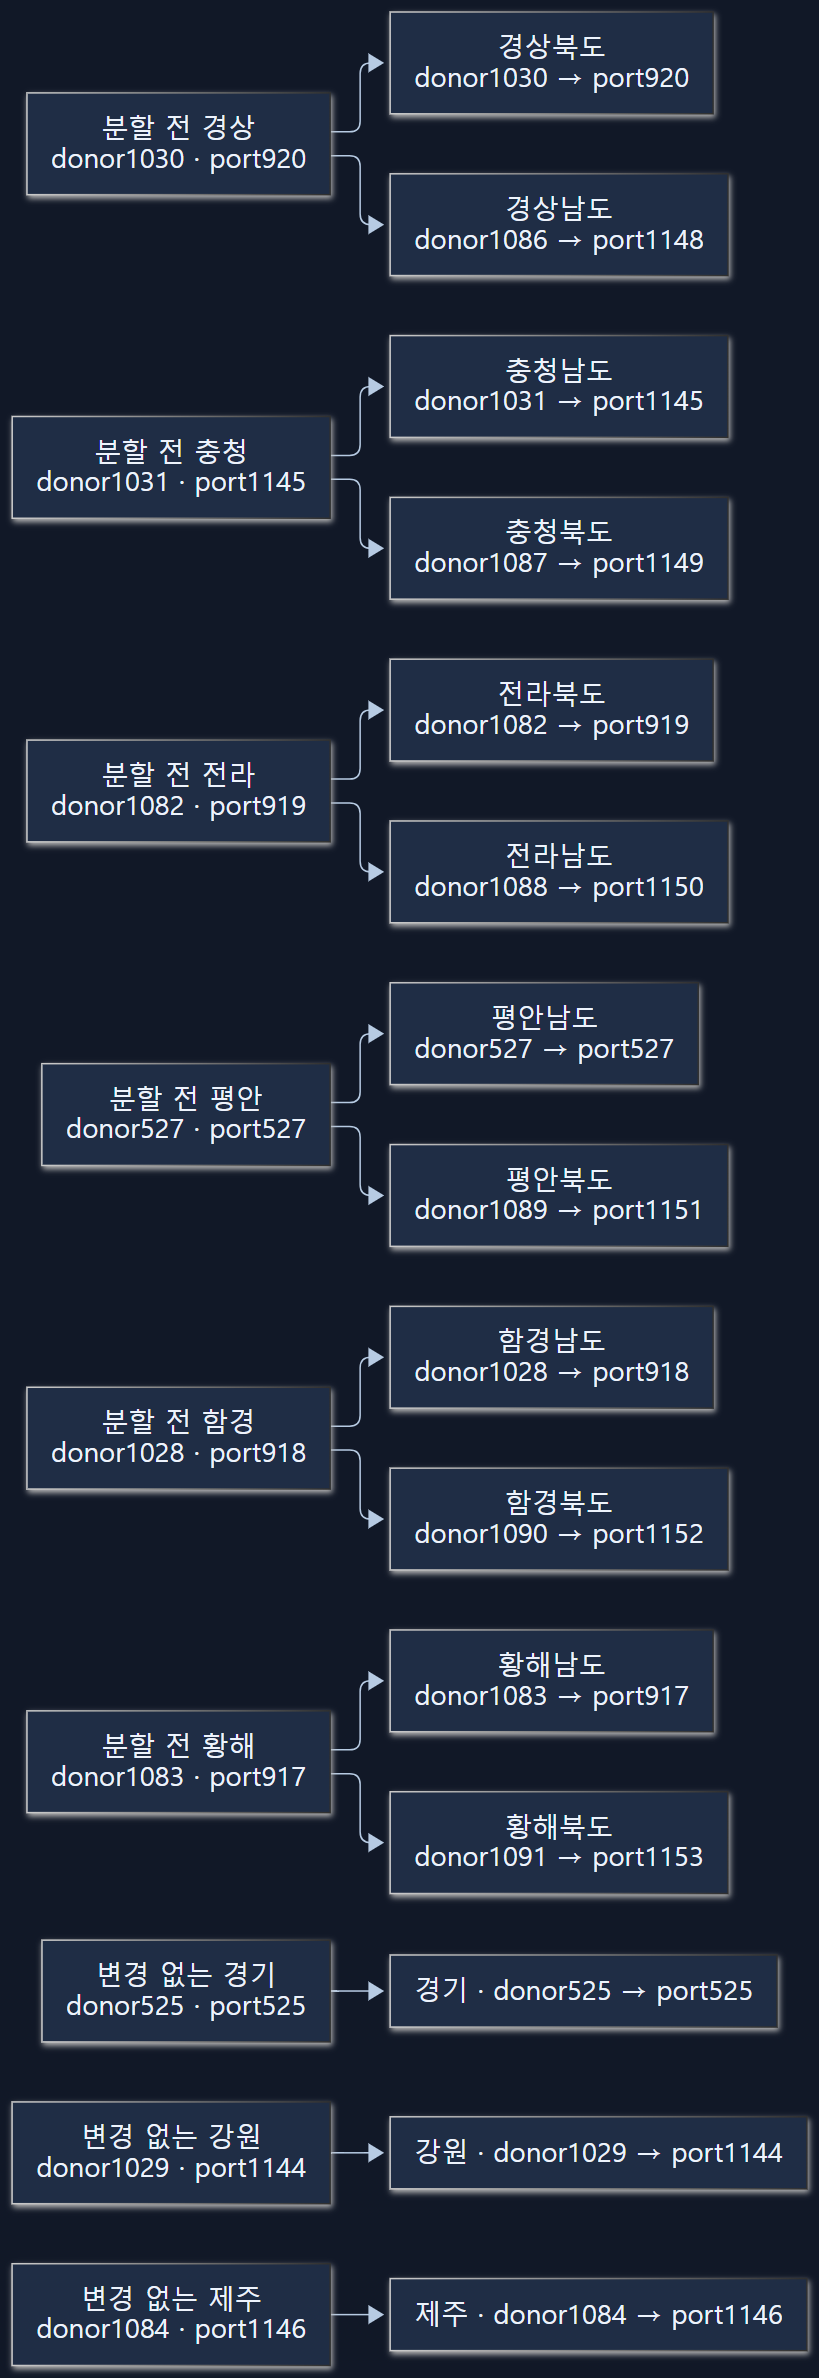 경상북도
donor1030 → port920
분할 전 경상
donor1030 · port920
경상남도
donor1086 → port1148
충청남도
donor1031 → port1145
분할 전 충청
donor1031 · port1145
충청북도
donor1087 → port1149
전라북도
donor1082 → port919
분할 전 전라
donor1082 · port919
전라남도
donor1088 → port1150
평안남도
donor527 → port527
분할 전 평안
donor527 · port527
평안북도
donor1089 → port1151
함경남도
donor1028 → port918
분할 전 함경
donor1028 · port918
함경북도
donor1090 → port1152
황해남도
donor1083 → port917
분할 전 황해
donor1083 · port917
황해북도
donor1091 → port1153
변경 없는 경기
donor525 · port525
경기 · donor525 → port525
변경 없는 강원
donor1029 · port1144
강원 · donor1029 → port1144
변경 없는 제주
donor1084 · port1146
제주 · donor1084 → port1146